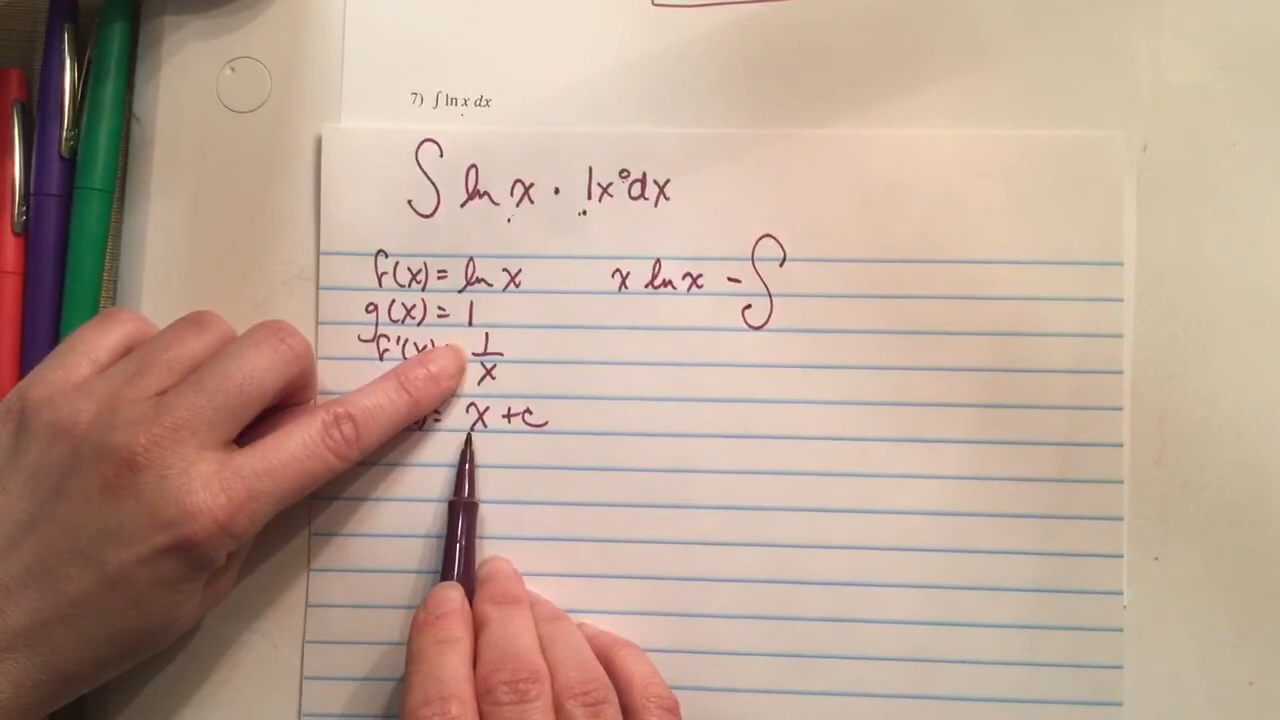 7) ∫ ln x dx
∫ ln x · 1x⁰dx
f(x) = ln x
x ln x - ∫
g(x) = 1
f'(x) 1/x
= x + c